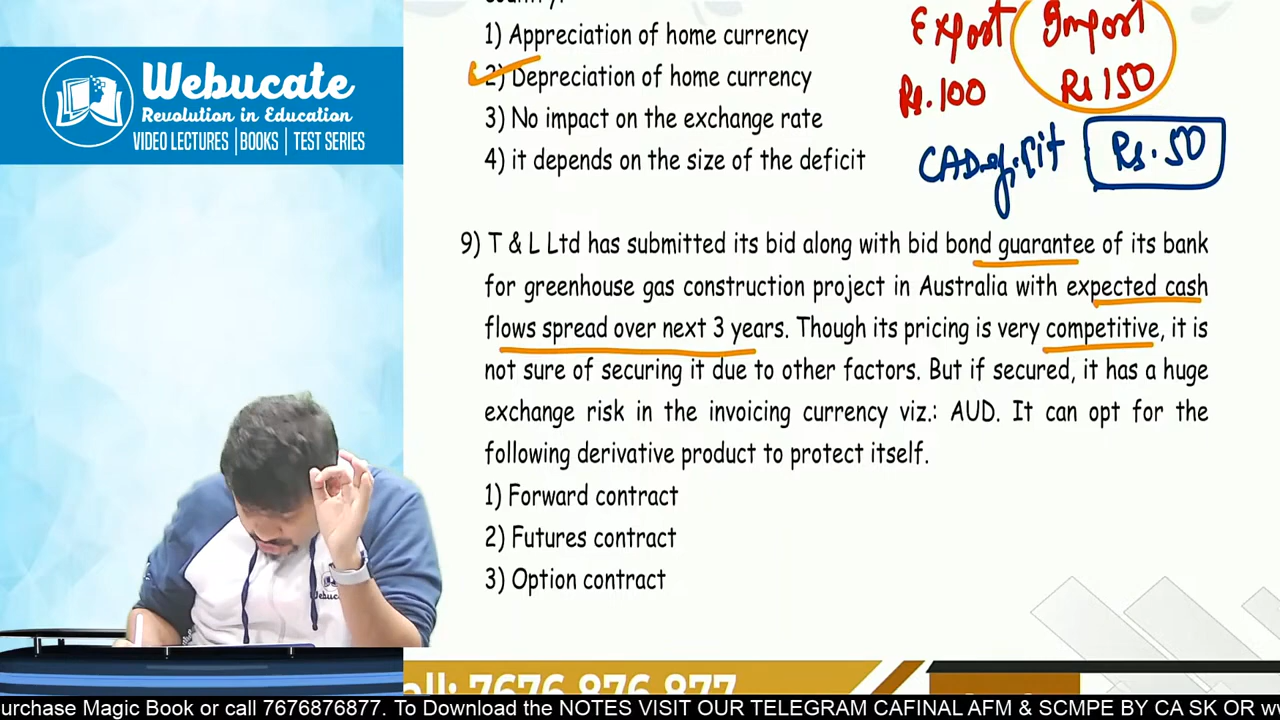 Webucate
Revolution in Education
VIDEO LECTURES | BOOKS | TEST SERIES
1) Appreciation of home currency
2) Depreciation of home currency
3) No impact on the exchange rate
4) it depends on the size of the deficit
Export Import
Rs.100 Rs 150
CADeficit Rs.50
9) T & L Ltd has submitted its bid along with bid bond guarantee of its bank
for greenhouse gas construction project in Australia with expected cash
flows spread over next 3 years. Though its pricing is very competitive, it is
not sure of securing it due to other factors. But if secured, it has a huge
exchange risk in the invoicing currency viz.: AUD. It can opt for the
following derivative product to protect itself.
1) Forward contract
2) Futures contract
3) Option contract
Webucate
all: 7676 876 877
urchase Magic Book or call 7676876877. To Download the NOTES VISIT OUR TELEGRAM CAFINAL AFM & SCMPE BY CA SK OR w